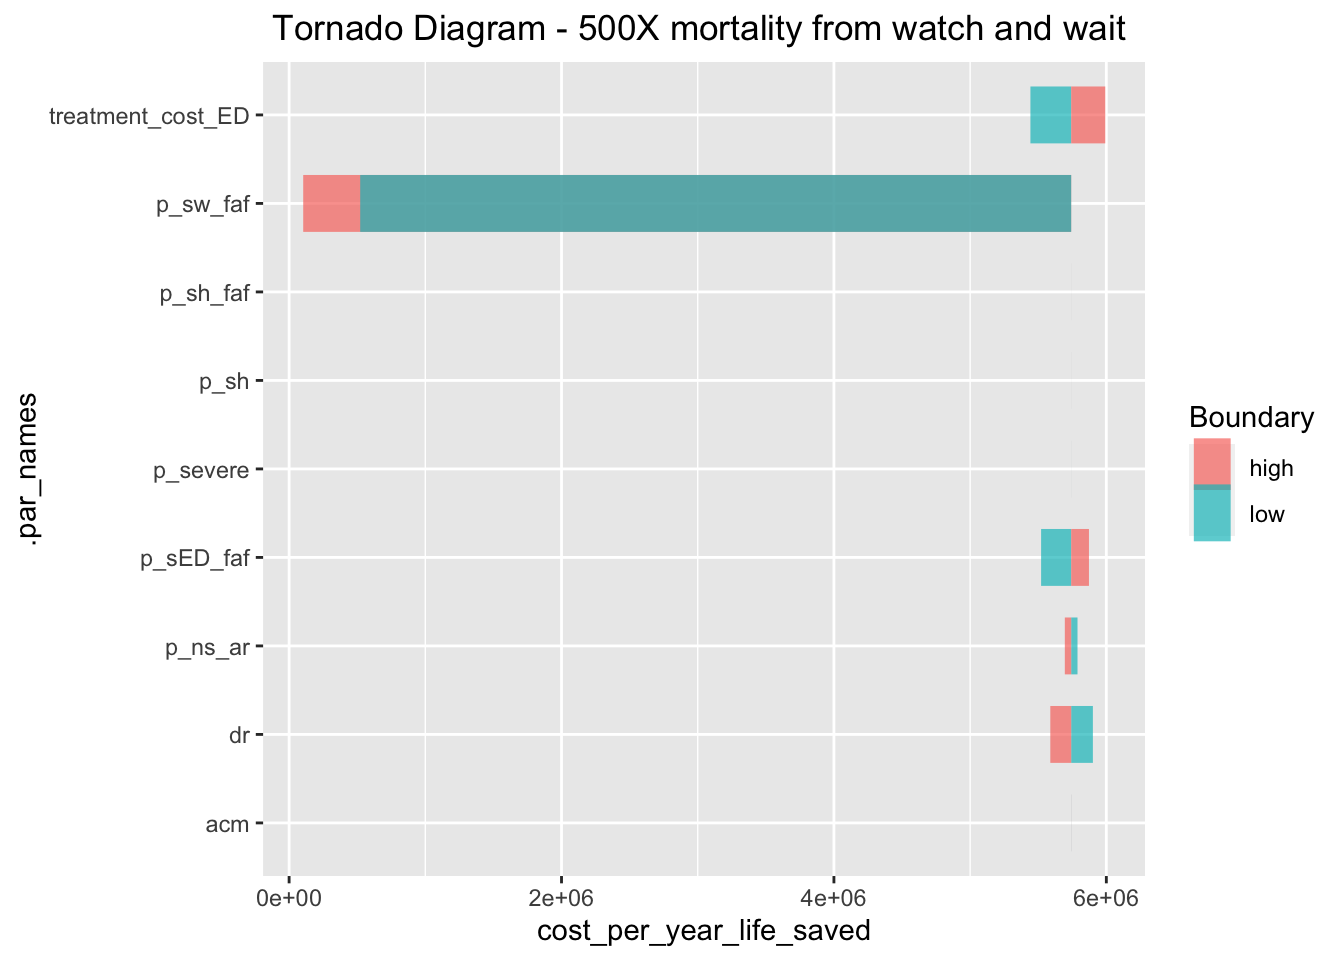 Tornado Diagram - 500X mortality from watch and wait
treatment_cost_ED
p_sw_faf
p_sh_faf
p_sh
p_severe
p_sED_faf
p_ns_ar
dr
acm
.par_names
0e+00 2e+06 4e+06 6e+06
cost_per_year_life_saved
Boundary
high
low